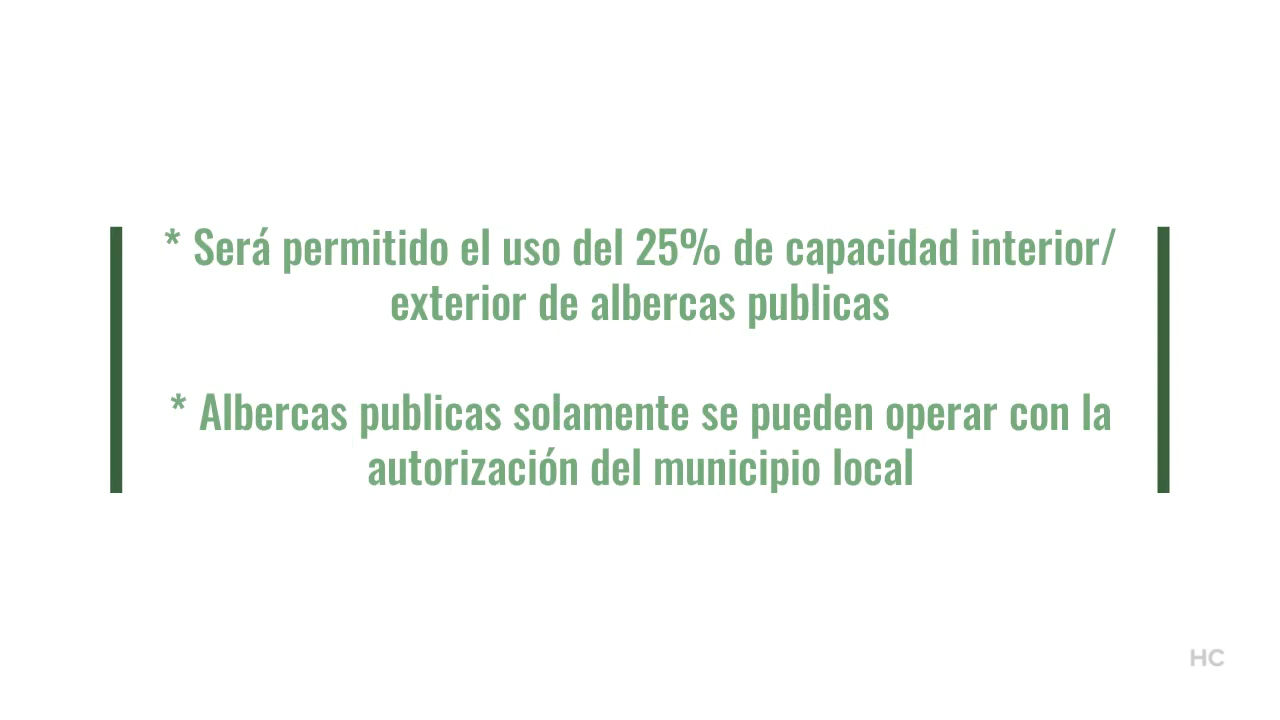 * Será permitido el uso del 25% de capacidad interior/
exterior de albercas publicas
* Albercas publicas solamente se pueden operar con la
autorización del municipio local
HC